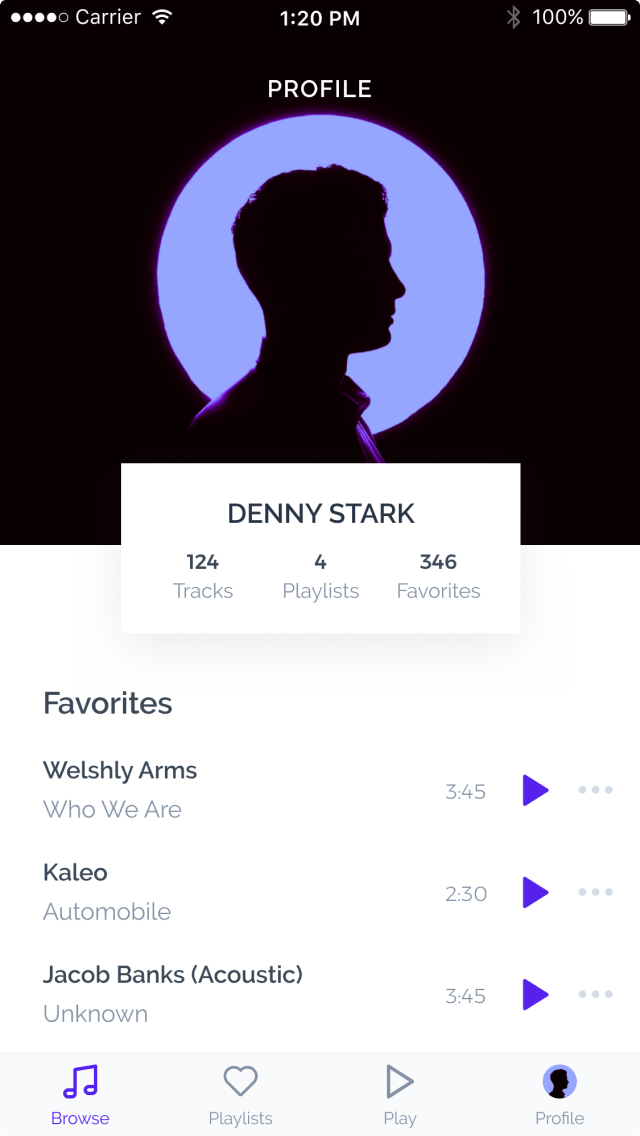 Carrier 1:20 PM 100%
PROFILE
DENNY STARK
124 4 346
Tracks Playlists Favorites
Favorites
Welshly Arms
Who We Are
3:45
Kaleo
Automobile
2:30
Jacob Banks (Acoustic)
Unknown
3:45
Browse Playlists Play Profile